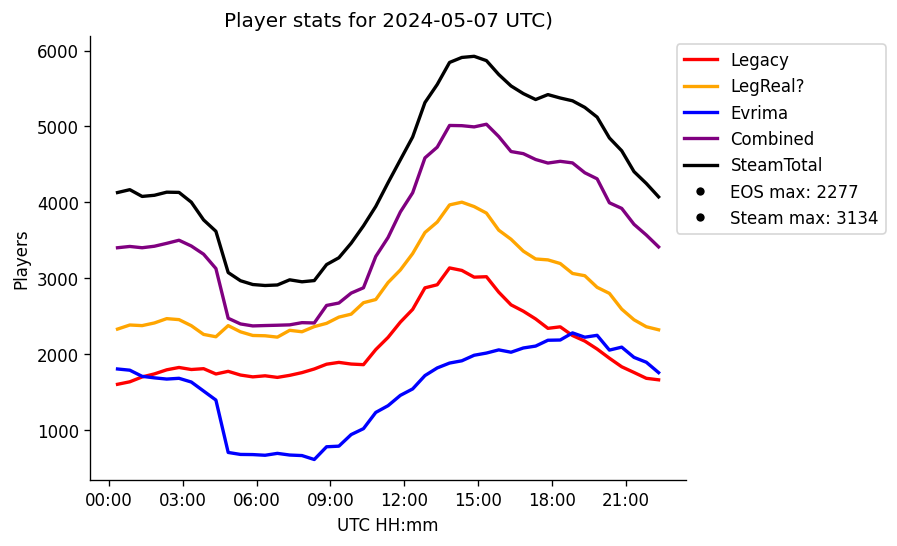 Player stats for 2024-05-07 UTC)
6000
5000
4000
3000
2000
1000
Players
00:00 03:00 06:00 09:00 12:00 15:00 18:00 21:00
UTC HH:mm
Legacy
LegReal?
Evrima
Combined
SteamTotal
EOS max: 2277
Steam max: 3134